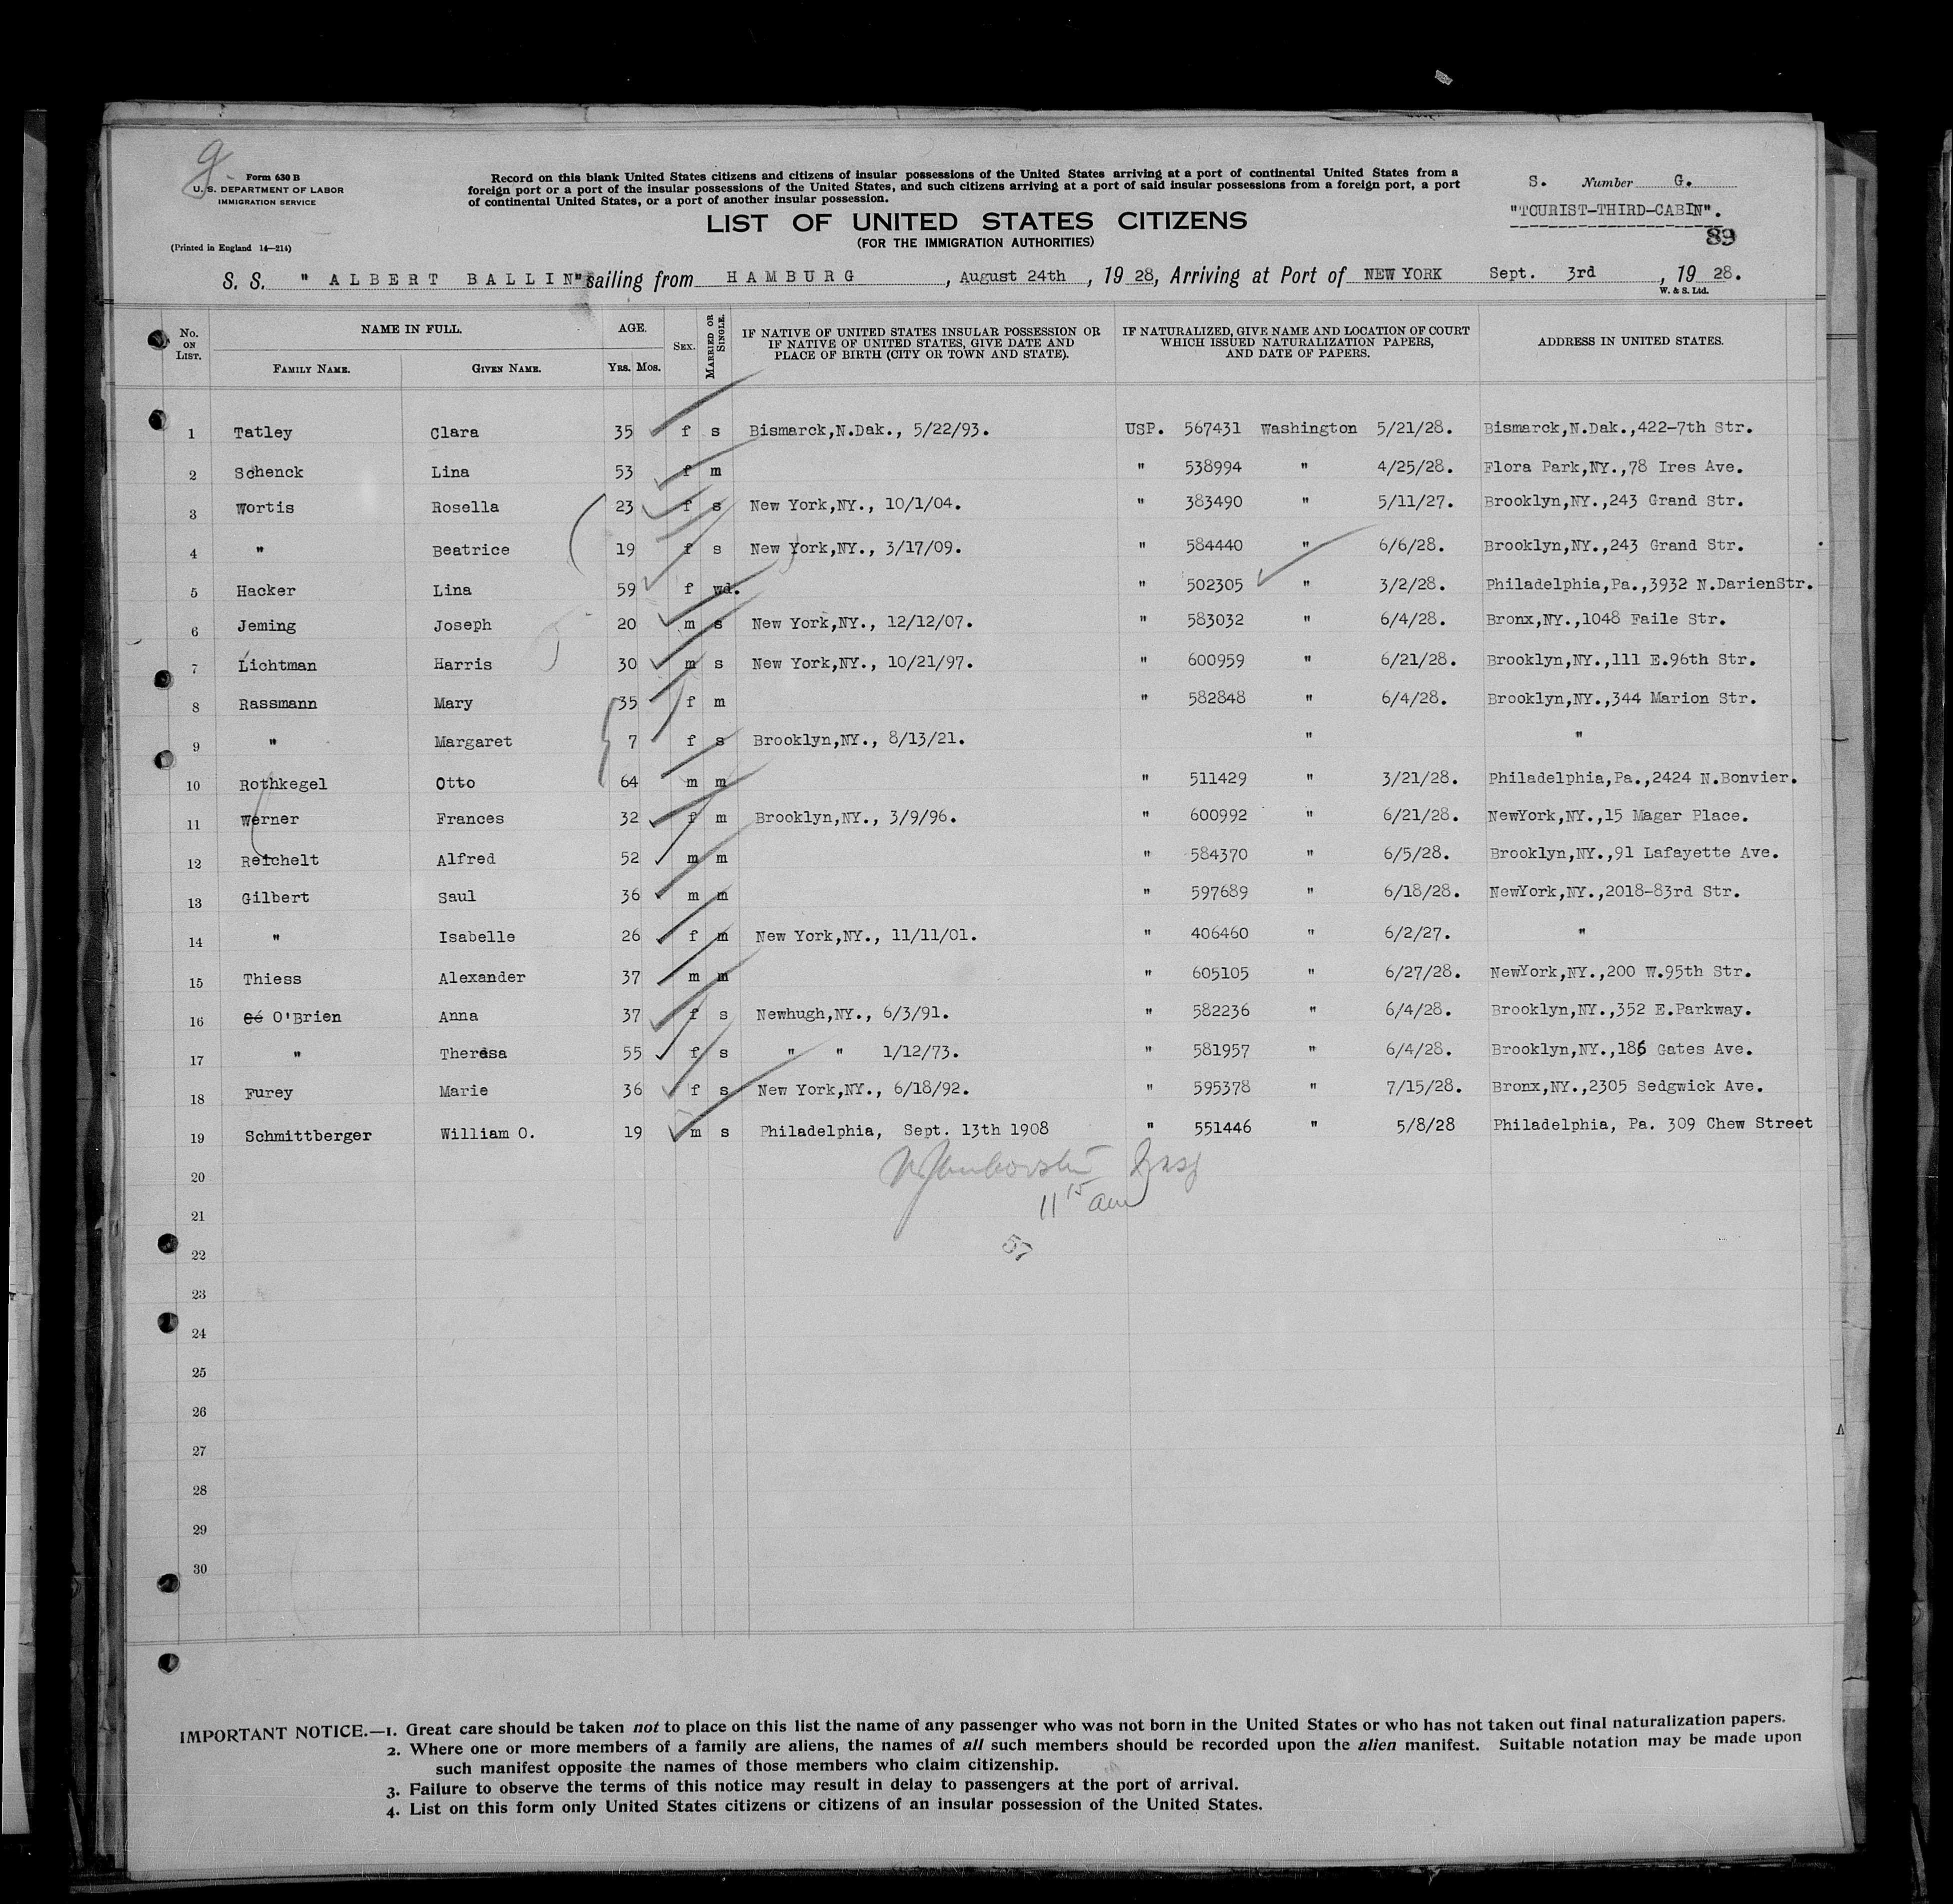 g
Form 630 B
U. S. DEPARTMENT OF LABOR
IMMIGRATION SERVICE
(Printed in England 14—214)
Record on this blank United States citizens and citizens of insular possessions of the United States arriving at a port of continental United States from a
foreign port or a port of the insular possessions of the United States, and such citizens arriving at a port of said insular possessions from a foreign port, a port
of continental United States, or a port of another insular possession.
LIST OF UNITED STATES CITIZENS
(FOR THE IMMIGRATION AUTHORITIES)
S. Number G.
"TOURIST-THIRD-CABIN".
89
S. S. " ALBERT BALLIN" sailing from HAMBURG, August 24th, 19 28, Arriving at Port of NEW YORK Sept. 3rd, 19 28.
W. & S. Ltd.
No. ON LIST. NAME IN FULL. FAMILY NAME. GIVEN NAME. AGE. YRS. MOS. SEX. MARRIED OR SINGLE. IF NATIVE OF UNITED STATES INSULAR POSSESSION OR IF NATIVE OF UNITED STATES, GIVE DATE AND PLACE OF BIRTH (CITY OR TOWN AND STATE). IF NATURALIZED, GIVE NAME AND LOCATION OF COURT WHICH ISSUED NATURALIZATION PAPERS, AND DATE OF PAPERS. ADDRESS IN UNITED STATES.
1 Tatley Clara 35 f s Bismarck,N.Dak., 5/22/93. USP. 567431 Washington 5/21/28. Bismarck,N.Dak.,422-7th Str.
2 Schenck Lina 53 f m " 538994 " 4/25/28. Flora Park,NY.,78 Ires Ave.
3 Wortis Rosella 23 f s New York,NY., 10/1/04. " 383490 " 5/11/27. Brooklyn,NY.,243 Grand Str.
4 " Beatrice 19 f s New York,NY., 3/17/09. " 584440 " 6/6/28. Brooklyn,NY.,243 Grand Str.
5 Hacker Lina 59 f wd. " 502305 " 3/2/28. Philadelphia,Pa.,3932 N.DarienStr.
6 Jeming Joseph 20 m s New York,NY., 12/12/07. " 583032 " 6/4/28. Bronx,NY.,1048 Faile Str.
7 Lichtman Harris 30 m s New York,NY., 10/21/97. " 600959 " 6/21/28. Brooklyn,NY.,111 E.96th Str.
8 Rassmann Mary 35 f m " 582848 " 6/4/28. Brooklyn,NY.,344 Marion Str.
9 " Margaret 7 f s Brooklyn,NY., 8/13/21. " "
10 Rothkegel Otto 64 m m " 511429 " 3/21/28. Philadelphia,Pa.,2424 N.Bonvier.
11 Werner Frances 32 f m Brooklyn,NY., 3/9/96. " 600992 " 6/21/28. NewYork,NY.,15 Magar Place.
12 Reichelt Alfred 52 m m " 584370 " 6/5/28. Brooklyn,NY.,91 Lafayette Ave.
13 Gilbert Saul 36 m m " 597689 " 6/18/28. NewYork,NY.,2018-83rd Str.
14 " Isabelle 26 f m New York,NY., 11/11/01. " 406460 " 6/2/27. "
15 Thiess Alexander 37 m m " 605105 " 6/27/28. NewYork,NY.,200 W.95th Str.
16 O'Brien Anna 37 f s Newhugh,NY., 6/3/91. " 582236 " 6/4/28. Brooklyn,NY.,352 E.Parkway.
17 " Theresa 55 f s " " 1/12/73. " 581957 " 6/4/28. Brooklyn,NY.,186 Gates Ave.
18 Furey Marie 36 f s New York,NY., 6/18/92. " 595378 " 7/15/28. Bronx,NY.,2305 Sedgwick Ave.
19 Schmittberger William O. 19 m s Philadelphia, Sept. 13th 1908 " 551446 " 5/8/28 Philadelphia, Pa. 309 Chew Street
20
21 11 15 am
22 57
23
24
25
26
27
28
29
30
IMPORTANT NOTICE.—1. Great care should be taken not to place on this list the name of any passenger who was not born in the United States or who has not taken out final naturalization papers.
2. Where one or more members of a family are aliens, the names of all such members should be recorded upon the alien manifest. Suitable notation may be made upon
such manifest opposite the names of those members who claim citizenship.
3. Failure to observe the terms of this notice may result in delay to passengers at the port of arrival.
4. List on this form only United States citizens or citizens of an insular possession of the United States.